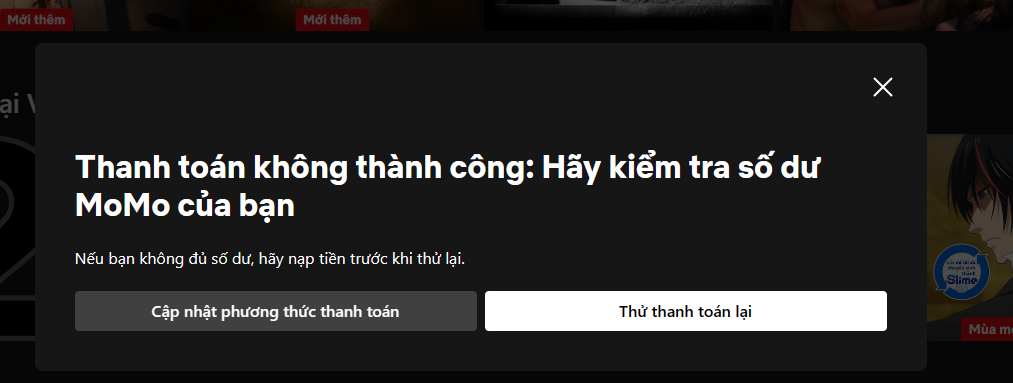 Mới thêm
Mới thêm
ại V
Thanh toán không thành công: Hãy kiểm tra số dư
MoMo của bạn
Nếu bạn không đủ số dư, hãy nạp tiền trước khi thử lại.
Cập nhật phương thức thanh toán
Thử thanh toán lại
Slime
Mùa mớ